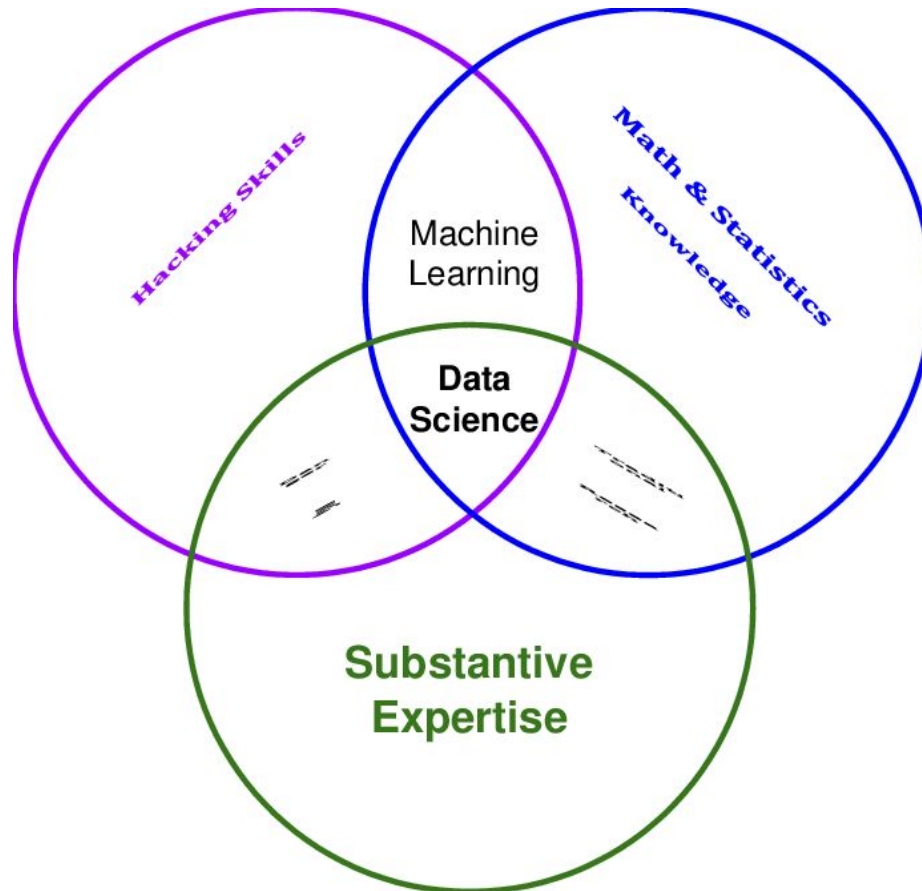 Hacking Skills
Math & Statistics
Knowledge
Machine
Learning
Data
Science
Substantive
Expertise